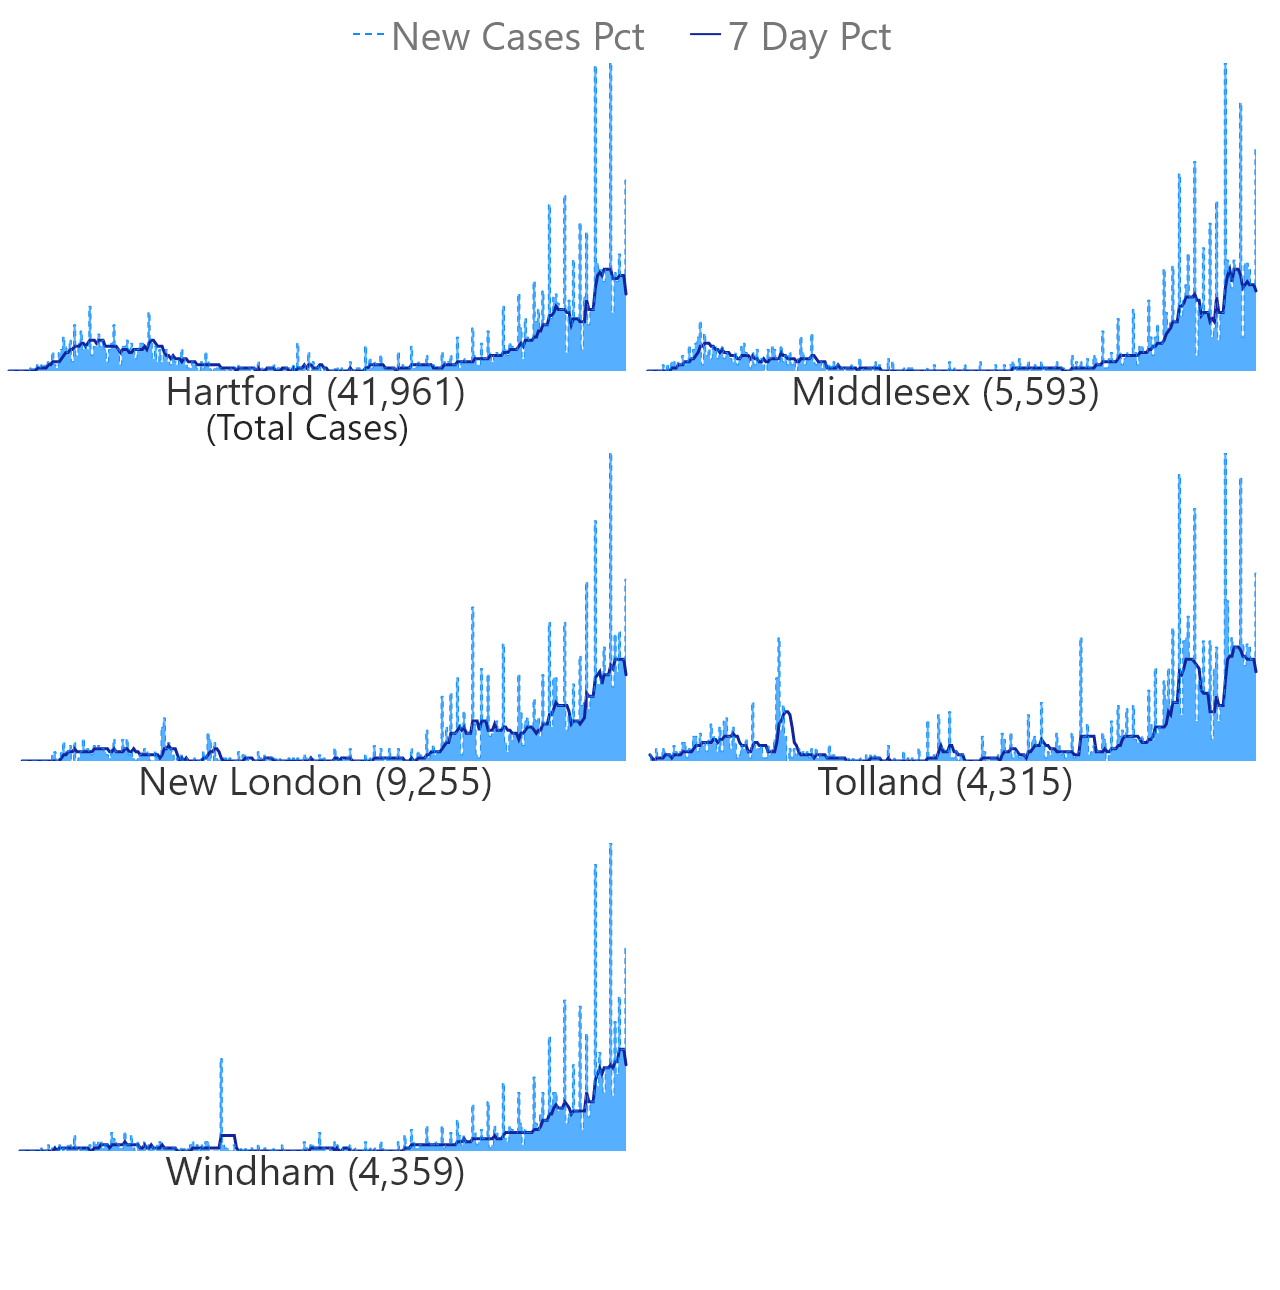 New Cases Pct 7 Day Pct
Hartford (41,961)
(Total Cases)
Middlesex (5,593)
New London (9,255)
Tolland (4,315)
Windham (4,359)